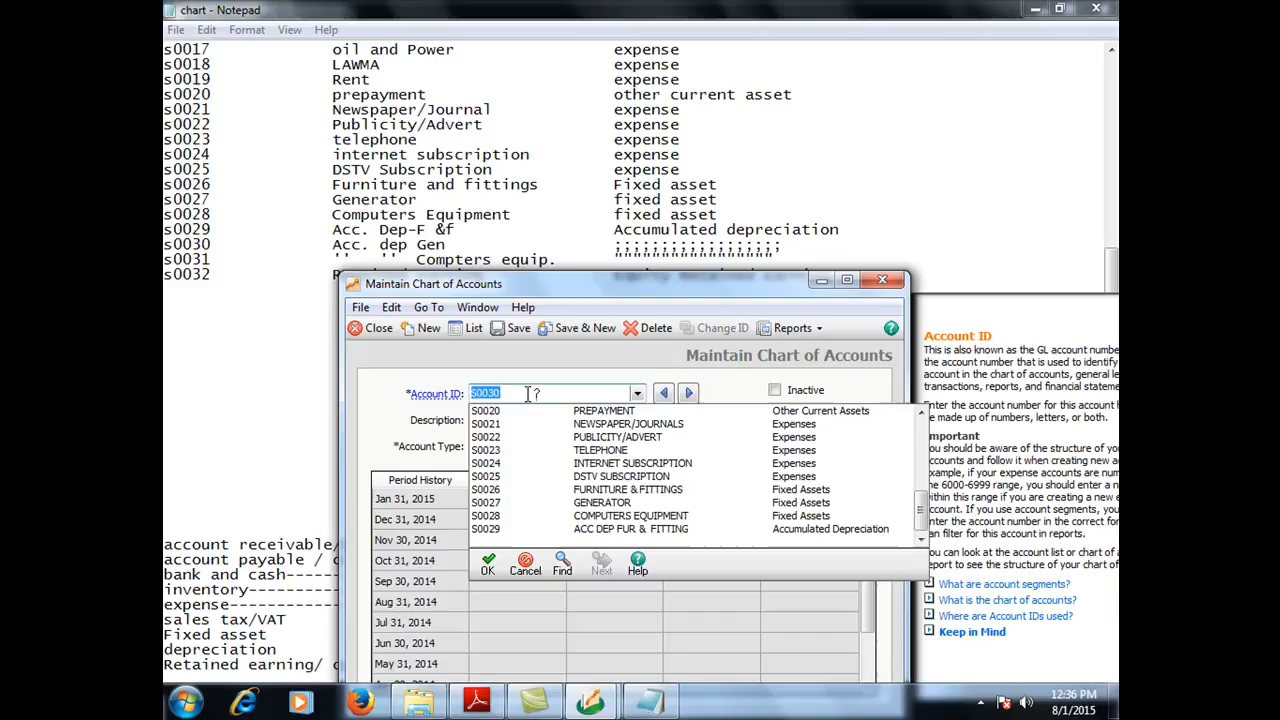 chart - Notepad
File Edit Format View Help
s0017 oil and Power expense
s0018 LAWMA expense
s0019 Rent expense
s0020 prepayment other current asset
s0021 Newspaper/Journal expense
s0022 Publicity/Advert expense
s0023 telephone expense
s0024 internet subscription expense
s0025 DSTV Subscription expense
s0026 Furniture and fittings Fixed asset
s0027 Generator fixed asset
s0028 Computers Equipment fixed asset
s0029 Acc. Dep-F &f Accumulated depreciation
s0030 Acc. dep Gen ;;;;;;;;;;;;;;;;;;
s0031 '' '' Compters equip. """"""""""""""""""
s0032
Maintain Chart of Accounts
File Edit Go To Window Help
Close New List Save Save & New Delete Change ID Reports
Maintain Chart of Accounts
*Account ID: S0030 ? Inactive
Description:
*Account Type:
S0020 PREPAYMENT Other Current Assets
S0021 NEWSPAPER/JOURNALS Expenses
S0022 PUBLICITY/ADVERT Expenses
S0023 TELEPHONE Expenses
S0024 INTERNET SUBSCRIPTION Expenses
S0025 DSTV SUBSCRIPTION Expenses
S0026 FURNITURE & FITTINGS Fixed Assets
S0027 GENERATOR Fixed Assets
S0028 COMPUTERS EQUIPMENT Fixed Assets
S0029 ACC DEP FUR & FITTING Accumulated Depreciation
OK Cancel Find Next Help
Period History
Jan 31, 2015
Dec 31, 2014
Nov 30, 2014
Oct 31, 2014
Sep 30, 2014
Aug 31, 2014
Jul 31, 2014
Jun 30, 2014
May 31, 2014
account receivable/
account payable /
bank and cash------
inventory----------
expense------------
sales tax/VAT
Fixed asset
depreciation
Retained earning/
Account ID
This is also known as the GL account numbe
the account number that is used to identify
account in the chart of accounts, general le
transactions, reports, and financial stateme
Enter the account number for this account
be made up of numbers, letters, or both.
Important
You should be aware of the structure of yo
accounts and follow it when creating new a
example, if your expense accounts are nu
the 6000-6999 range, you should enter a n
within this range if you are creating a new e
account. If you use account segments, yo
enter the account number in the correct for
can filter for this account in reports.
You can look at the account list or chart of a
report to see the structure of your chart of
What are account segments?
What is the chart of accounts?
Where are Account IDs used?
Keep in Mind
12:36 PM
8/1/2015